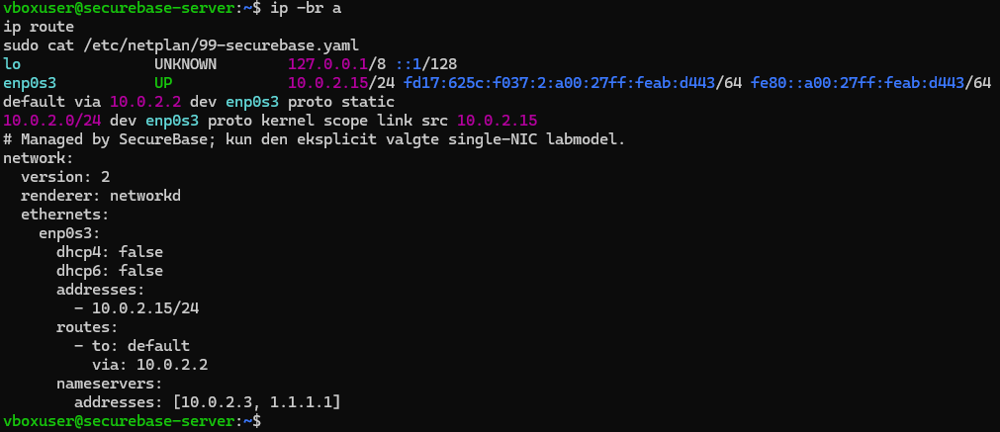 vboxuser@securebase-server:~$ ip -br a
ip route
sudo cat /etc/netplan/99-securebase.yaml
lo               UNKNOWN        127.0.0.1/8 ::1/128
enp0s3           UP             10.0.2.15/24 fd17:625c:f037:2:a00:27ff:feab:d443/64 fe80::a00:27ff:feab:d443/64
default via 10.0.2.2 dev enp0s3 proto static
10.0.2.0/24 dev enp0s3 proto kernel scope link src 10.0.2.15
# Managed by SecureBase; kun den eksplicit valgte single-NIC labmodel.
network:
  version: 2
  renderer: networkd
  ethernets:
    enp0s3:
      dhcp4: false
      dhcp6: false
      addresses:
        - 10.0.2.15/24
      routes:
        - to: default
          via: 10.0.2.2
      nameservers:
        addresses: [10.0.2.3, 1.1.1.1]
vboxuser@securebase-server:~$